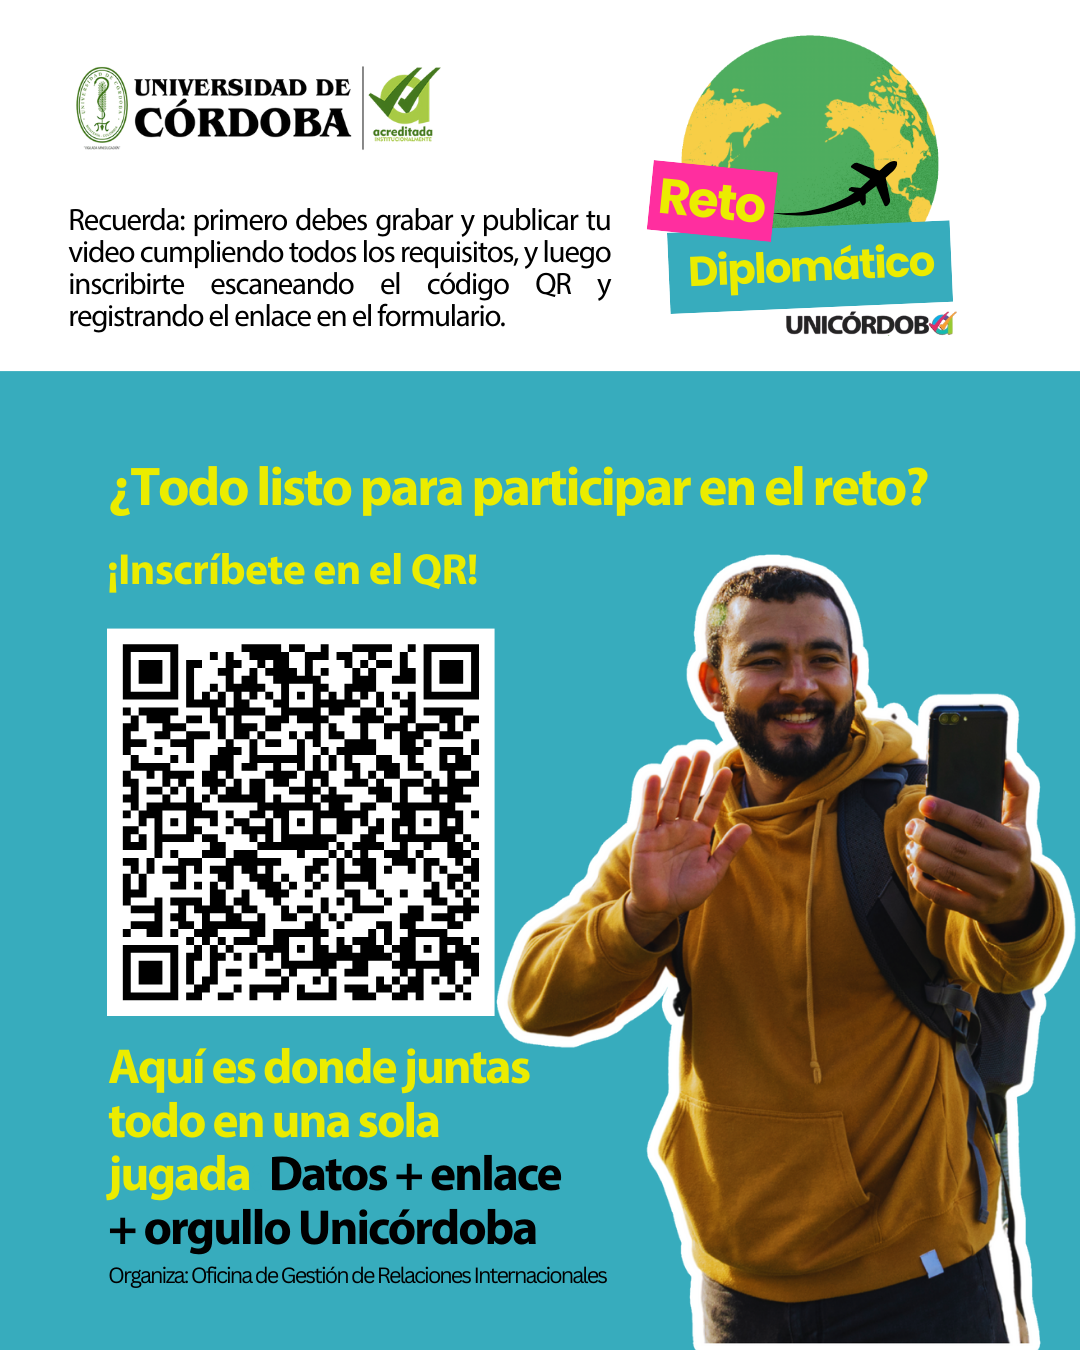 UNIVERSIDAD DE
CÓRDOBA
acreditada
INSTITUCIONALMENTE
Recuerda: primero debes grabar y publicar tu
video cumpliendo todos los requisitos, y luego
inscribirte escaneando el código QR y
registrando el enlace en el formulario.
Reto
Diplomático
UNICÓRDOBa
¿Todo listo para participar en el reto?
¡Inscríbete en el QR!
Aquí es donde juntas
todo en una sola
jugada Datos + enlace
+ orgullo Unicórdoba
Organiza: Oficina de Gestión de Relaciones Internacionales